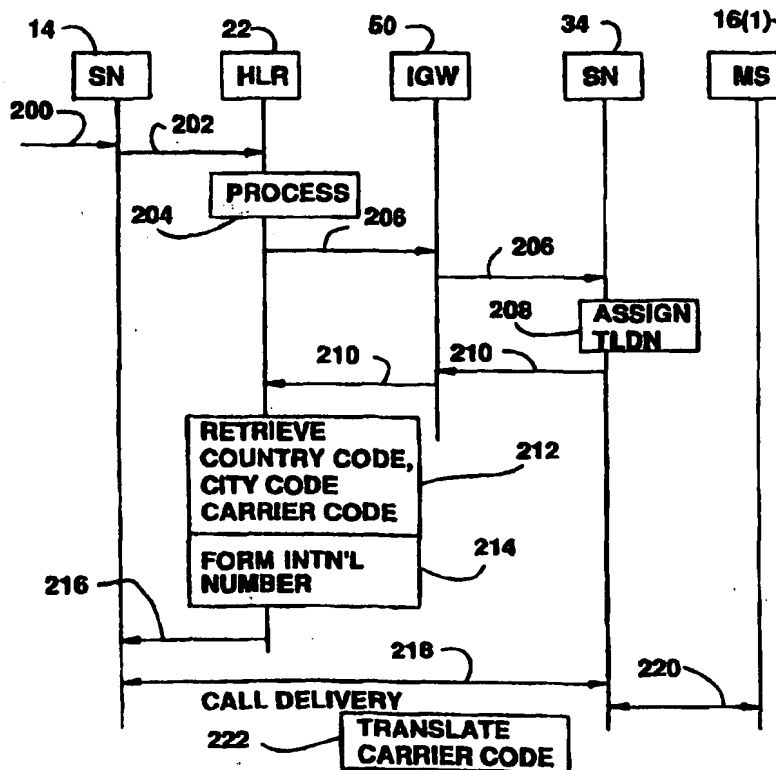 14 22 50 34 16(1)
SN HLR IGW SN MS
200 202
PROCESS
204 206
206
208 ASSIGN
TLDN
210 210
RETRIEVE
COUNTRY CODE,
CITY CODE
CARRIER CODE
212
FORM INTN'L
NUMBER
214
216
218
220
CALL DELIVERY
222 TRANSLATE
CARRIER CODE